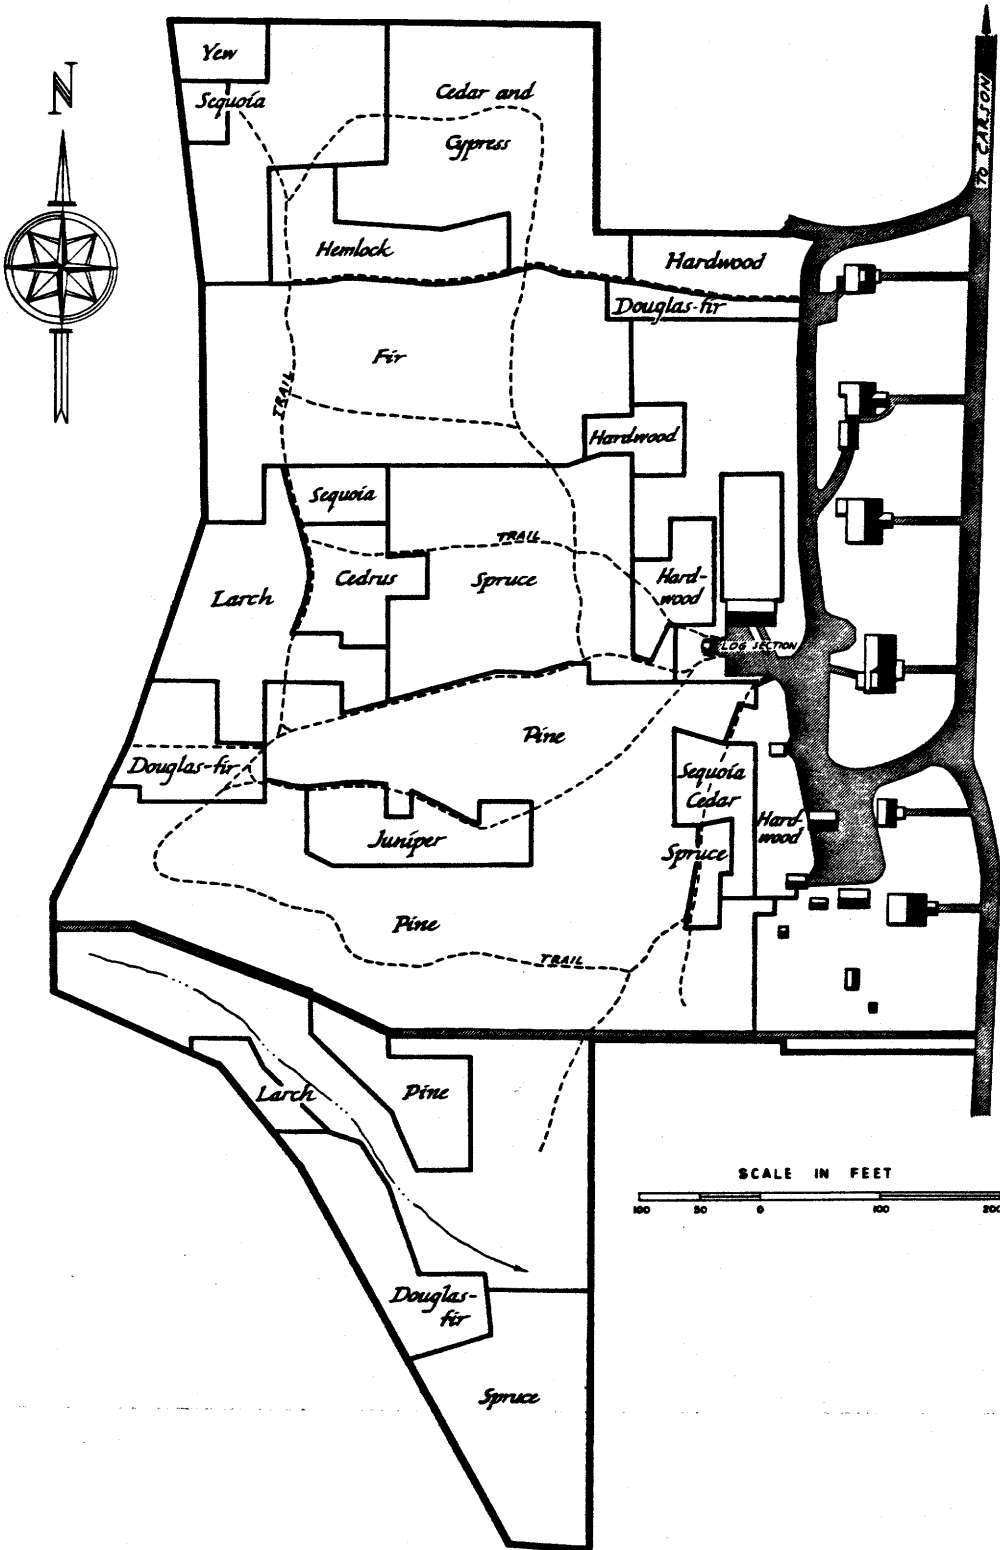 Yew
N
Sequoia
Cedar and
Cypress
TO CARSON
Hemlock
Hardwood
Douglas-fir
Fir
TRAIL
Hardwood
Sequoia
TRAIL
Cedrus
Spruce
Hard-
wood
Larch
LOG SECTION
Pine
Douglas-fir
Sequoia
Cedar
Hard-
wood
Juniper
Spruce
Pine
TRAIL
Larch
Pine
SCALE IN FEET
100 50 0 100 200
Douglas-
fir
Spruce